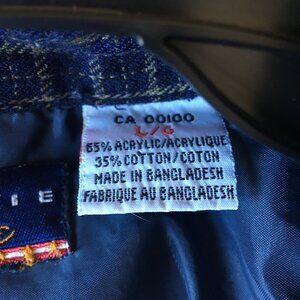 CA 00100
L/G
65% ACRYLIC/ACRYLIQUE
35% COTTON/COTON
MADE IN BANGLADESH
FABRIQUE AU BANGLADESH
I E